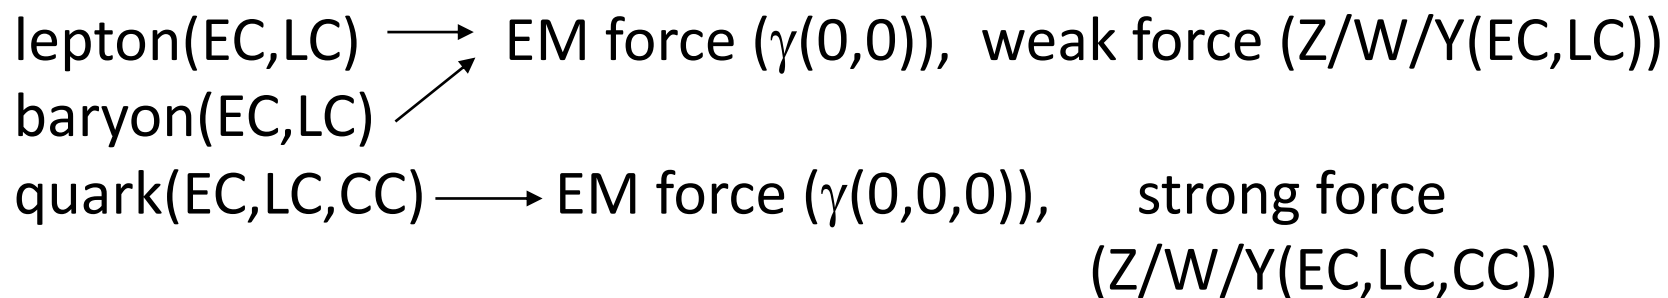 lepton(EC,LC) → EM force (γ(0,0)), weak force (Z/W/Y(EC,LC))
baryon(EC,LC)
quark(EC,LC,CC) → EM force (γ(0,0,0)), strong force
(Z/W/Y(EC,LC,CC))